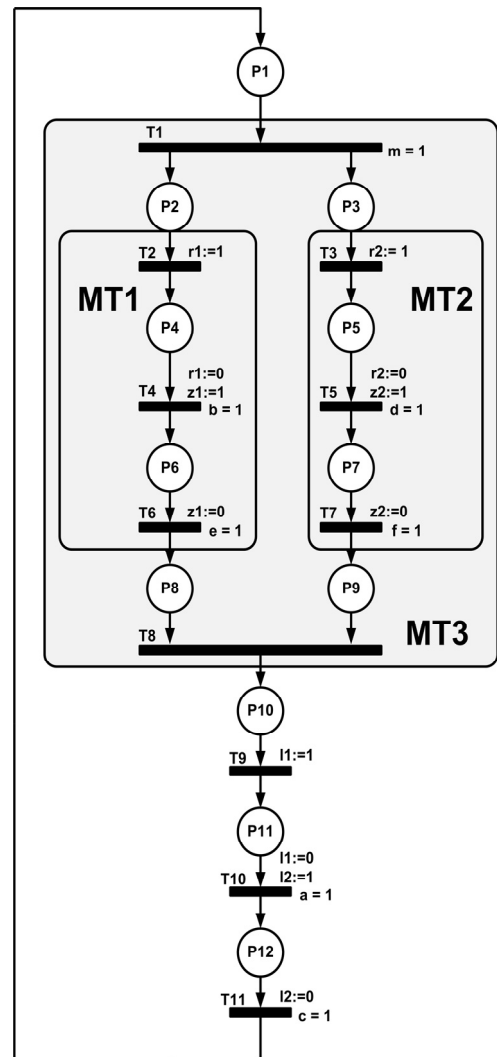 P1
T1
m = 1
P2 P3
T2 r1:=1 T3 r2:= 1
MT1 MT2
P4 P5
r1:=0 r2:=0
T4 z1:=1 T5 z2:=1
b = 1 d = 1
P6 P7
T6 z1:=0 T7 z2:=0
e = 1 f = 1
P8 P9
T8 MT3
P10
T9 l1:=1
P11
l1:=0
T10 l2:=1
a = 1
P12
T11 l2:=0
c = 1